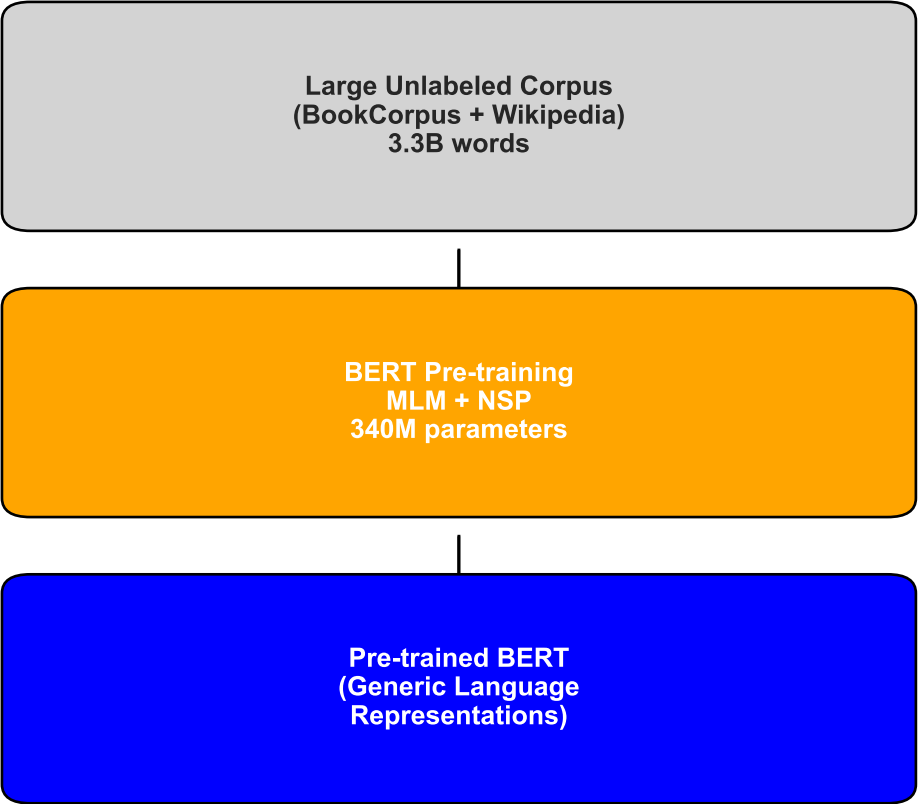 Large Unlabeled Corpus
(BookCorpus + Wikipedia)
3.3B words
BERT Pre-training
MLM + NSP
340M parameters
Pre-trained BERT
(Generic Language
Representations)